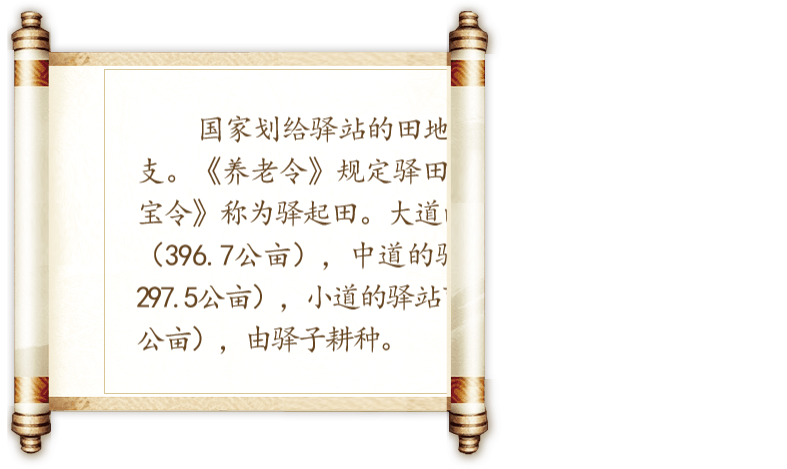 国家划给驿站的田地
支。《养老令》规定驿田
宝令》称为驿起田。大道
（396.7公亩），中道的
297.5公亩），小道的驿站
公亩），由驿子耕种。